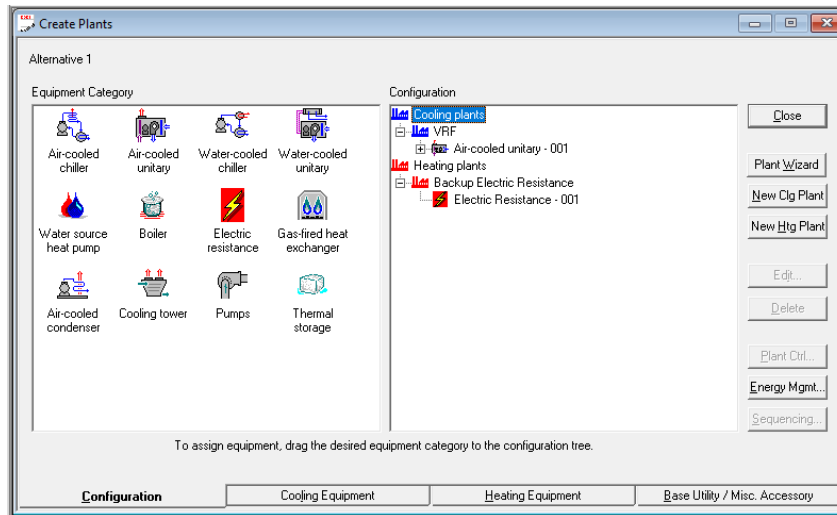 Create Plants
Alternative 1
Equipment Category
Air-cooled chiller
Air-cooled unitary
Water-cooled chiller
Water-cooled unitary
Water source heat pump
Boiler
Electric resistance
Gas-fired heat exchanger
Air-cooled condenser
Cooling tower
Pumps
Thermal storage
Configuration
Cooling plants
VRF
Air-cooled unitary - 001
Heating plants
Backup Electric Resistance
Electric Resistance - 001
Close
Plant Wizard
New Clg Plant
New Htg Plant
Edit...
Delete
Plant Ctrl...
Energy Mgmt...
Sequencing...
To assign equipment, drag the desired equipment category to the configuration tree.
Configuration
Cooling Equipment
Heating Equipment
Base Utility / Misc. Accessory